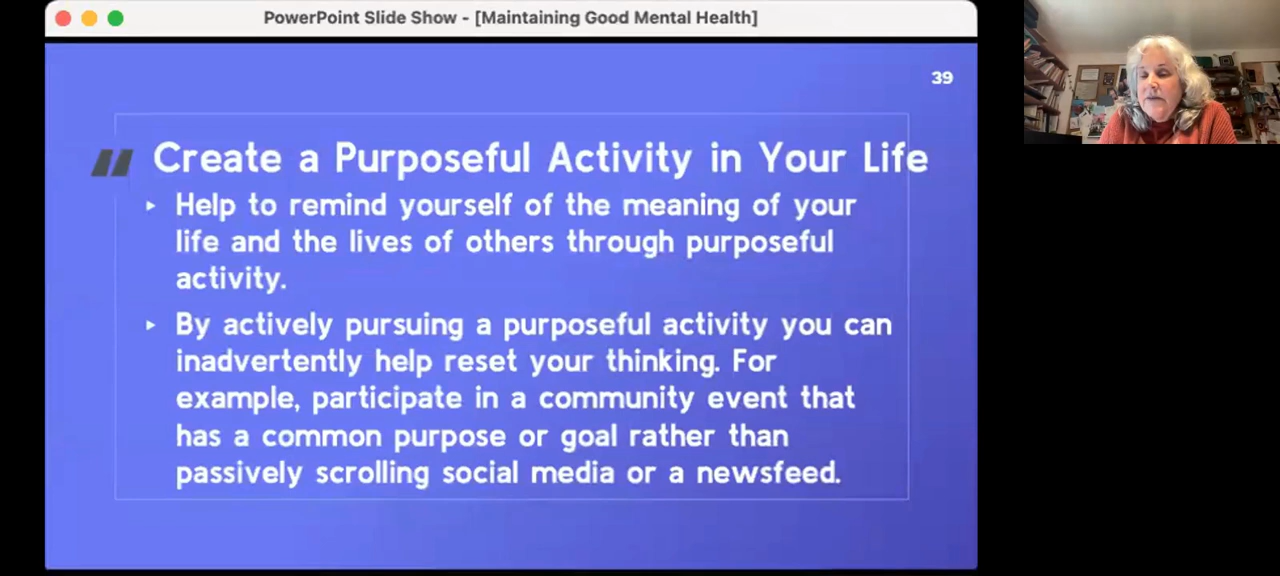 PowerPoint Slide Show - [Maintaining Good Mental Health]
39
Create a Purposeful Activity in Your Life
Help to remind yourself of the meaning of your
life and the lives of others through purposeful
activity.
By actively pursuing a purposeful activity you can
inadvertently help reset your thinking. For
example, participate in a community event that
has a common purpose or goal rather than
passively scrolling social media or a newsfeed.